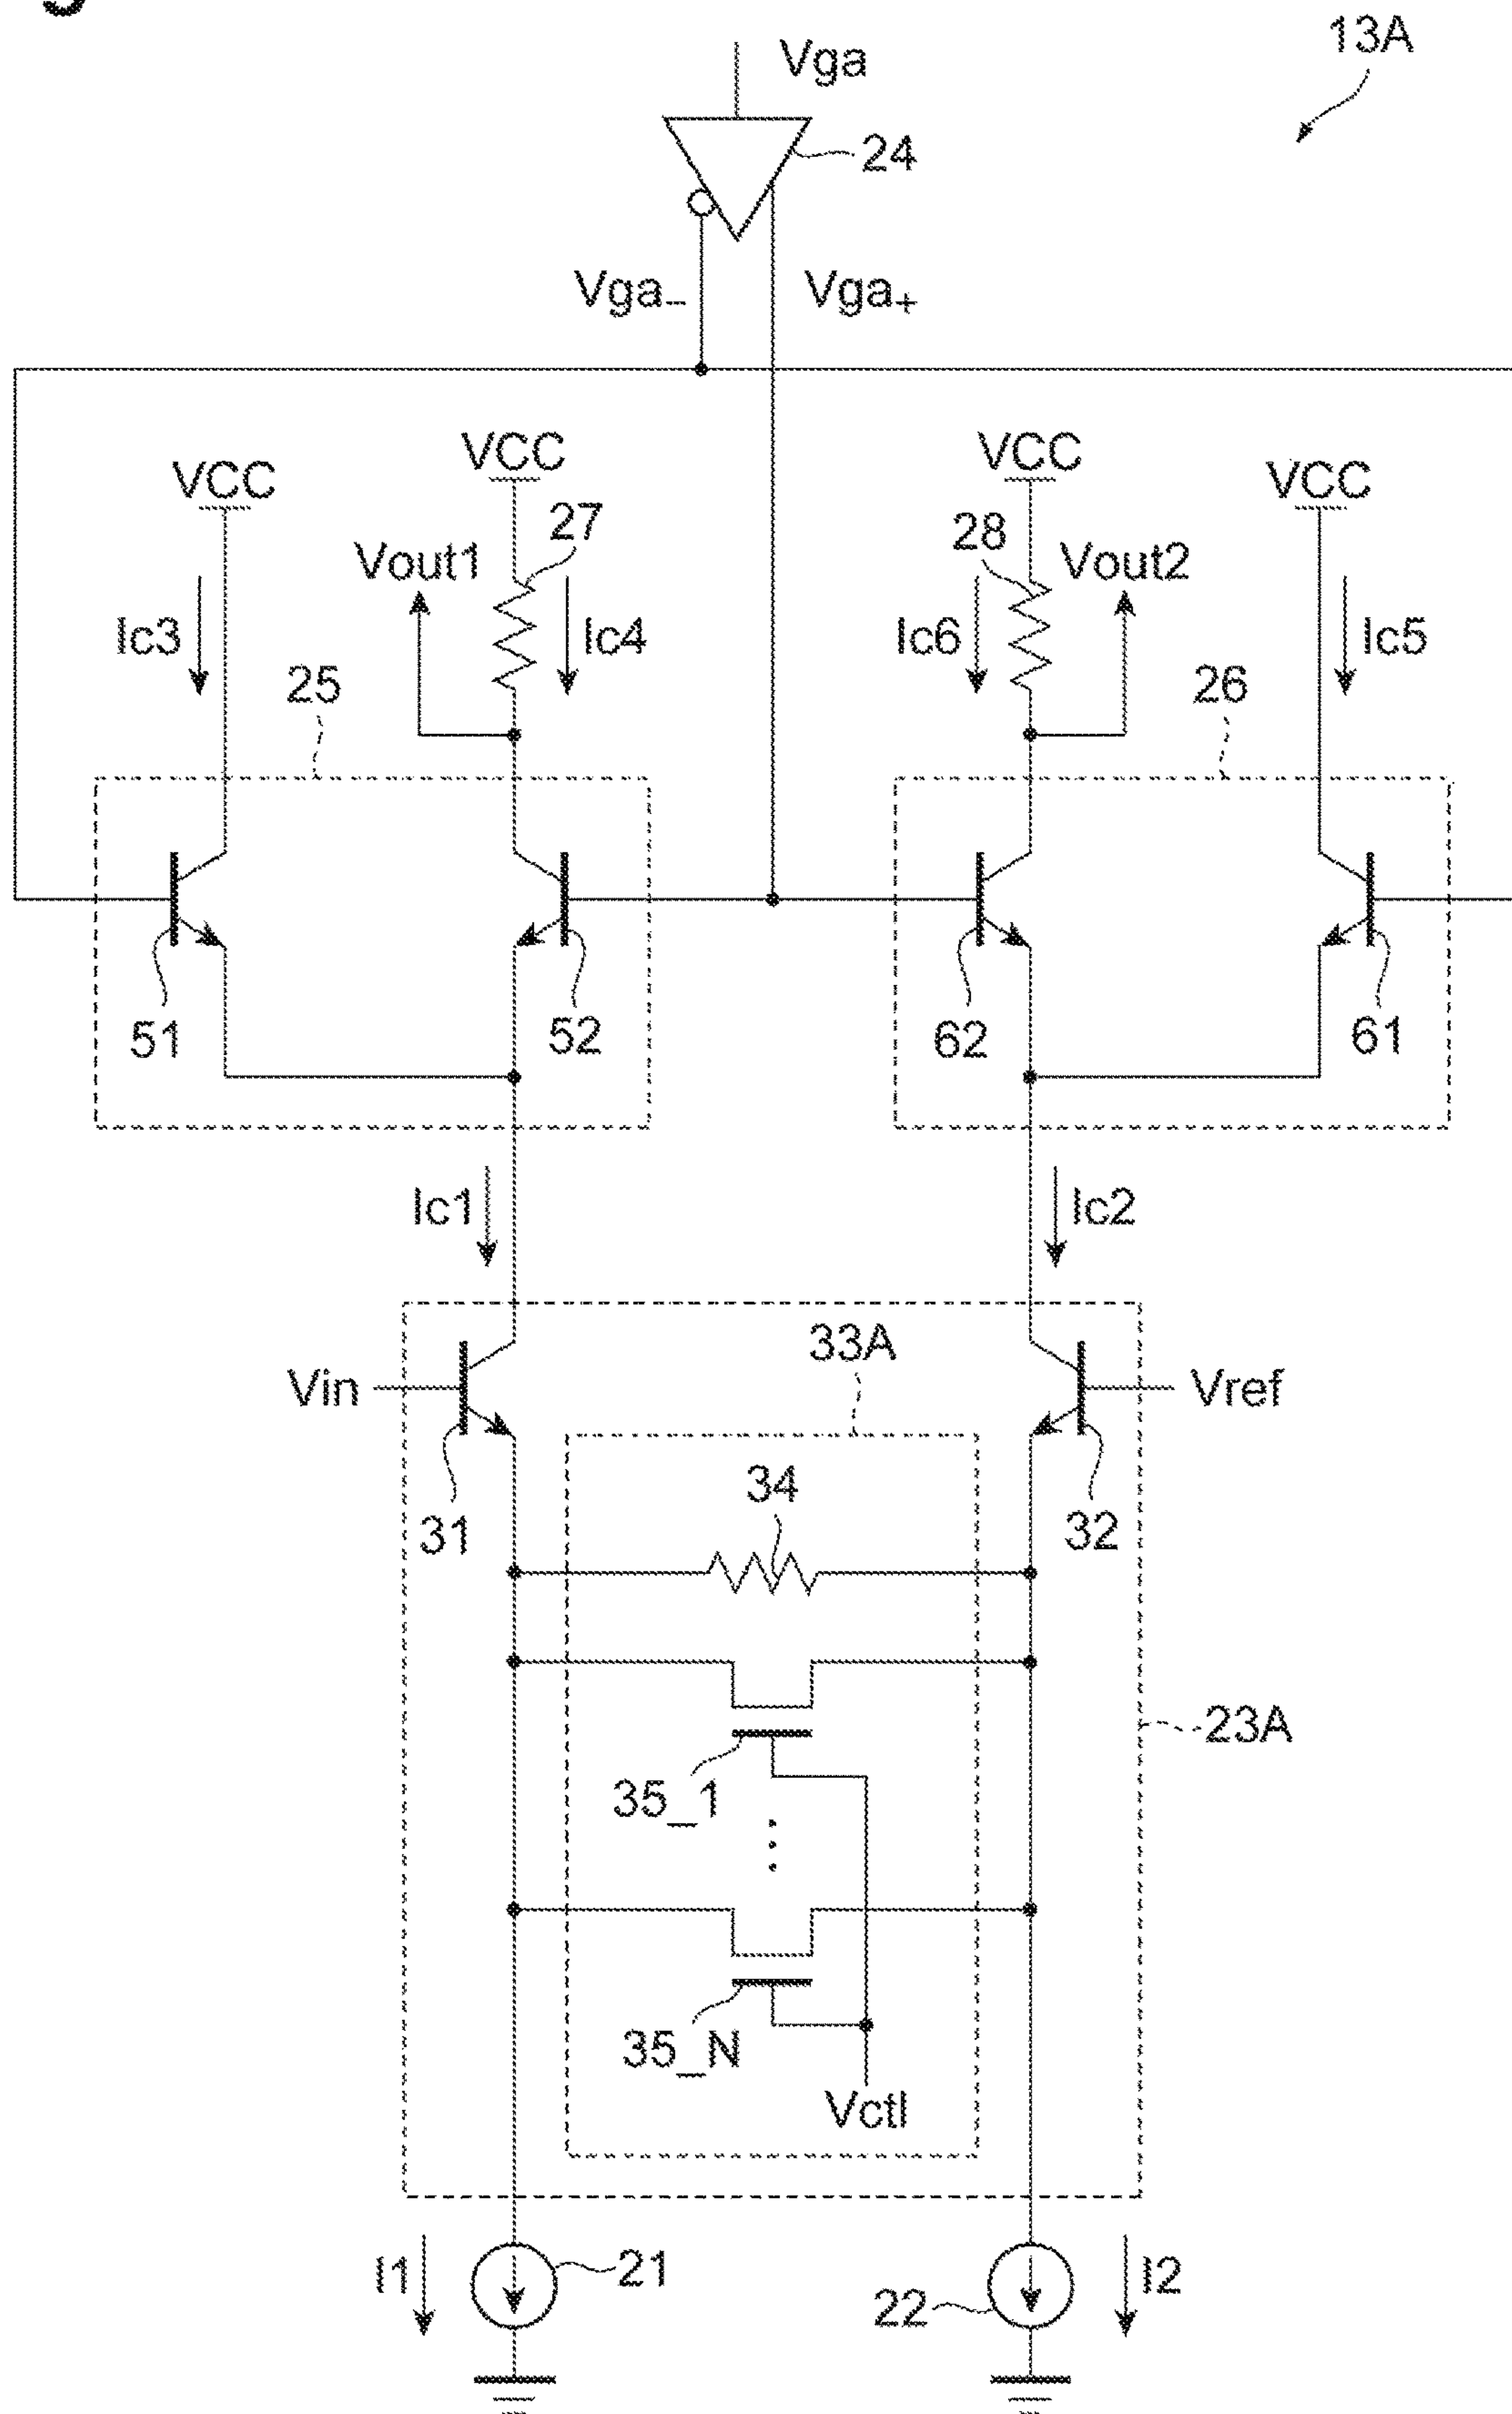 13A
Vga
24
Vga- Vga+
VCC VCC VCC VCC
27 28
Vout1 Vout2
Ic3 Ic4 Ic6 Ic5
25 26
51 52 62 61
Ic1 Ic2
33A
Vin Vref
34
31 32
23A
35_1
35_N
Vctl
I1 21 22 I2